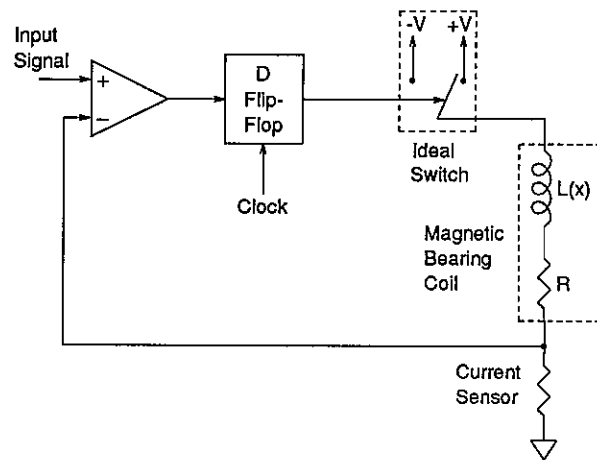 -V +V
Input
Signal
+
−
D
Flip-
Flop
Ideal
Switch
Clock
L(x)
Magnetic
Bearing
Coil
R
Current
Sensor